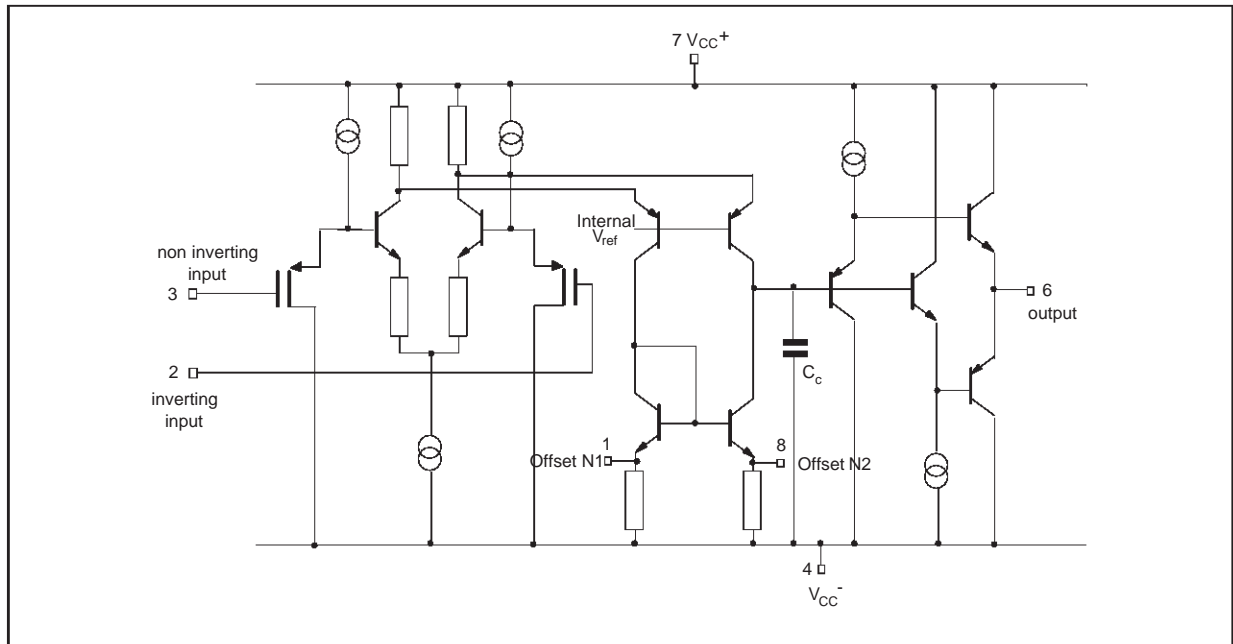 7 VCC+
Internal
Vref
non inverting
input
3
6
output
2
inverting
input
Cc
1
Offset N1
8
Offset N2
4
VCC-